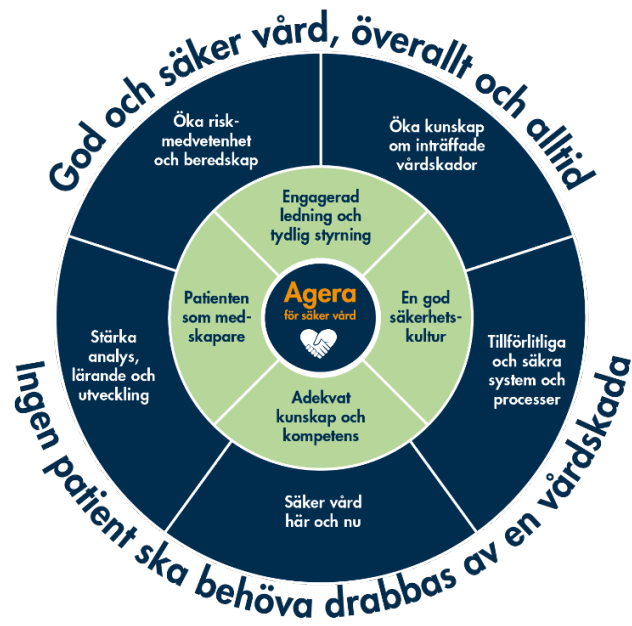 God och säker vård, överallt och alltid
Öka risk-
medvetenhet
och beredskap
Öka kunskap
om inträffade
vårdskador
Engagerad
ledning och
tydlig styrning
Patienten
som med-
skapare
Agera
för säker vård
En god
säkerhets-
kultur
Stärka
analys,
lärande och
utveckling
Tillförlitliga
och säkra
system och
processer
Adekvat
kunskap och
kompetens
Säker vård
här och nu
Ingen patient ska behöva drabbas av en vårdskada